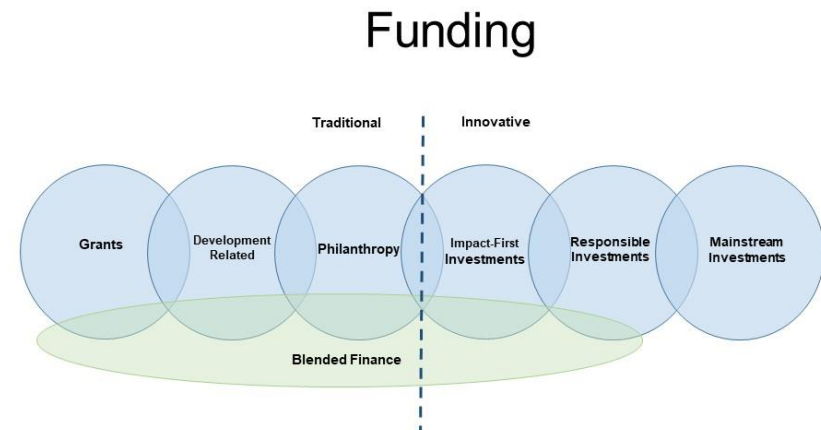 Funding
Traditional
Innovative
Grants
Development
Related
Philanthropy
Impact-First
Investments
Responsible
Investments
Mainstream
Investments
Blended Finance